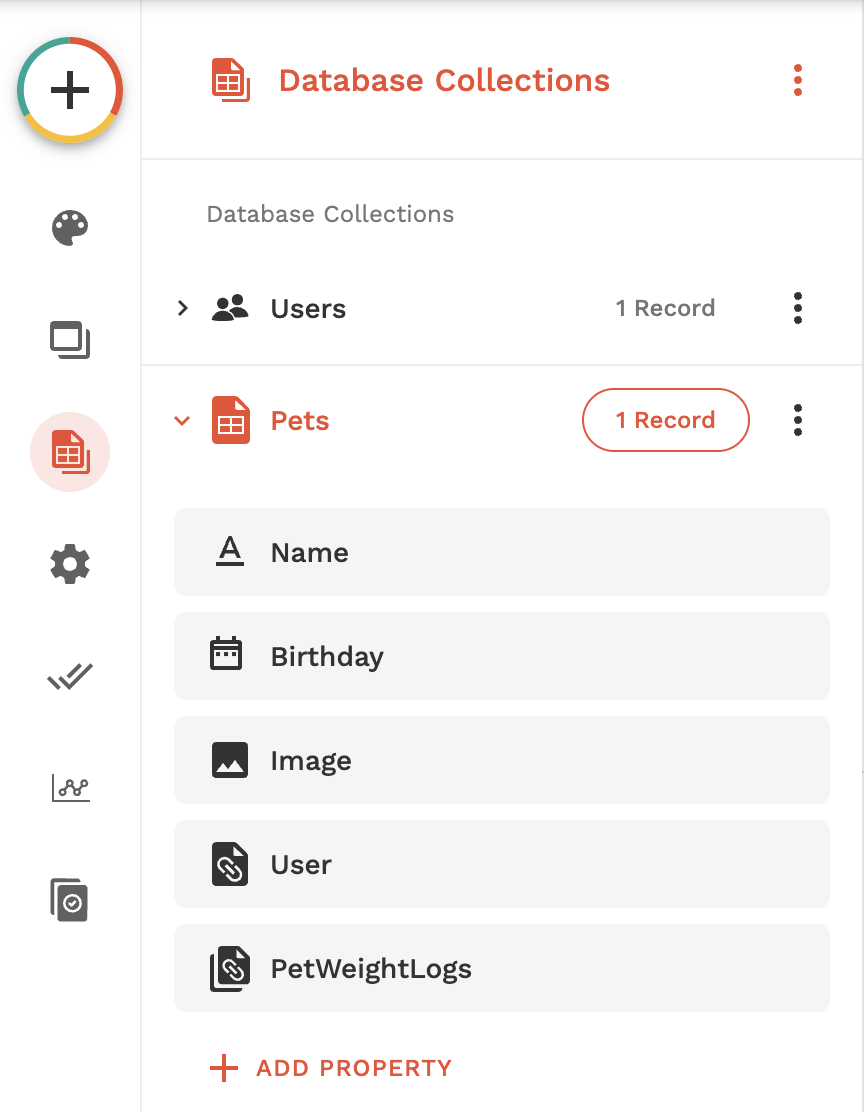 Database Collections
Database Collections
Users 1 Record
Pets 1 Record
Name
Birthday
Image
User
PetWeightLogs
ADD PROPERTY